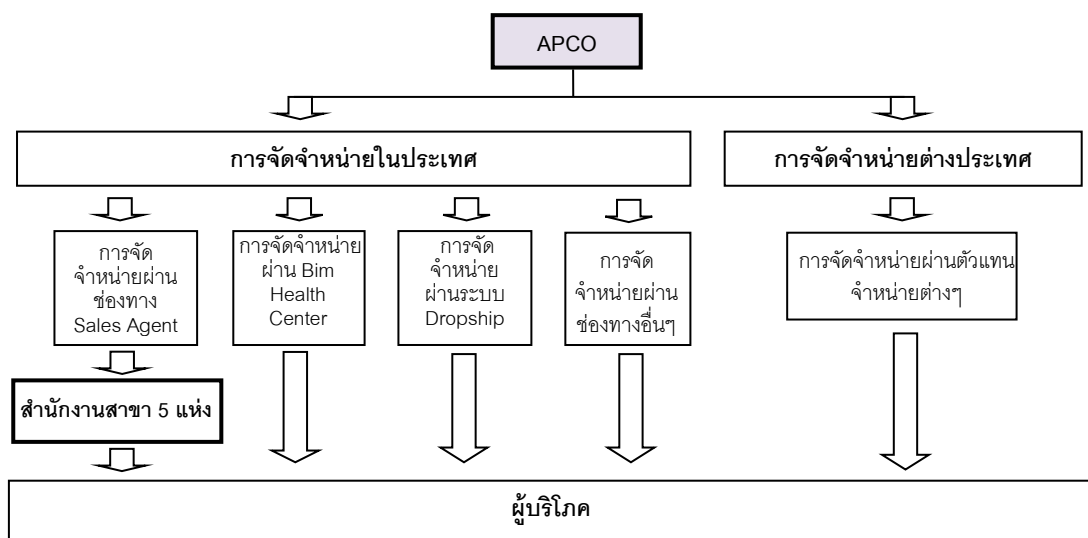 APCO
การจัดจำหน่ายในประเทศ
การจัดจำหน่ายต่างประเทศ
การจัด
จำหน่ายผ่าน
ช่องทาง
Sales Agent
การจัดจำหน่าย
ผ่าน Bim
Health
Center
การจัด
จำหน่าย
ผ่านระบบ
Dropship
การจัด
จำหน่ายผ่าน
ช่องทางอื่นๆ
การจัดจำหน่ายผ่านตัวแทน
จำหน่ายต่างๆ
สำนักงานสาขา 5 แห่ง
ผู้บริโภค